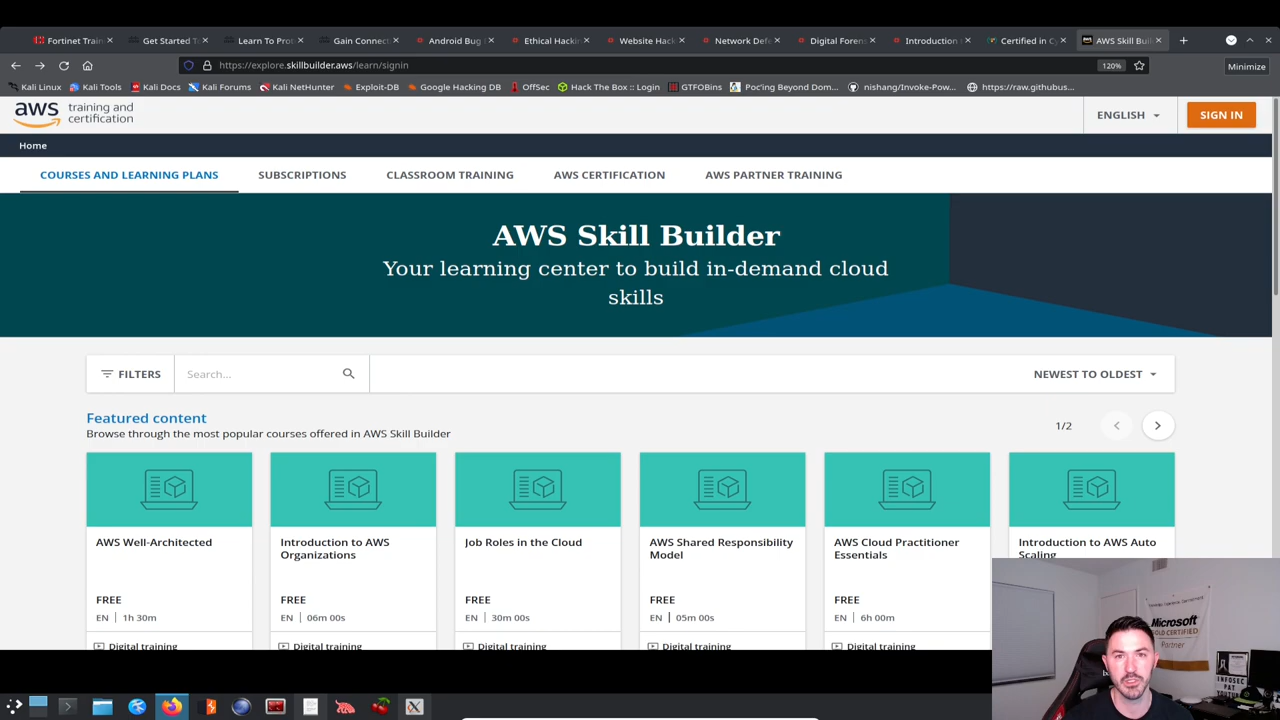 Fortinet Train
Get Started T
Learn To Pro
Gain Connect
Android Bug
Ethical Hackin
Website Hack
Network Defe
Digital Forens
Introduction
Certified in Cy
AWS Skill Buil
https://explore.skillbuilder.aws/learn/signin
120%
Minimize
Kali Linux
Kali Tools
Kali Docs
Kali Forums
Kali NetHunter
Exploit-DB
Google Hacking DB
OffSec
Hack The Box :: Login
GTFOBins
Poc'ing Beyond Dom...
nishang/Invoke-Pow...
https://raw.githubus...
aws training and
certification
ENGLISH
SIGN IN
Home
COURSES AND LEARNING PLANS
SUBSCRIPTIONS
CLASSROOM TRAINING
AWS CERTIFICATION
AWS PARTNER TRAINING
AWS Skill Builder
Your learning center to build in-demand cloud
skills
FILTERS
Search...
NEWEST TO OLDEST
Featured content
Browse through the most popular courses offered in AWS Skill Builder
1/2
AWS Well-Architected
FREE
EN | 1h 30m
Digital training
Introduction to AWS
Organizations
FREE
EN | 06m 00s
Digital training
Job Roles in the Cloud
FREE
EN | 30m 00s
Digital training
AWS Shared Responsibility
Model
FREE
EN | 05m 00s
Digital training
AWS Cloud Practitioner
Essentials
FREE
EN | 6h 00m
Digital training
Introduction to AWS Auto
Scaling
Microsoft
GOLD CERTIFIED
Partner
INFOSEC
PAT